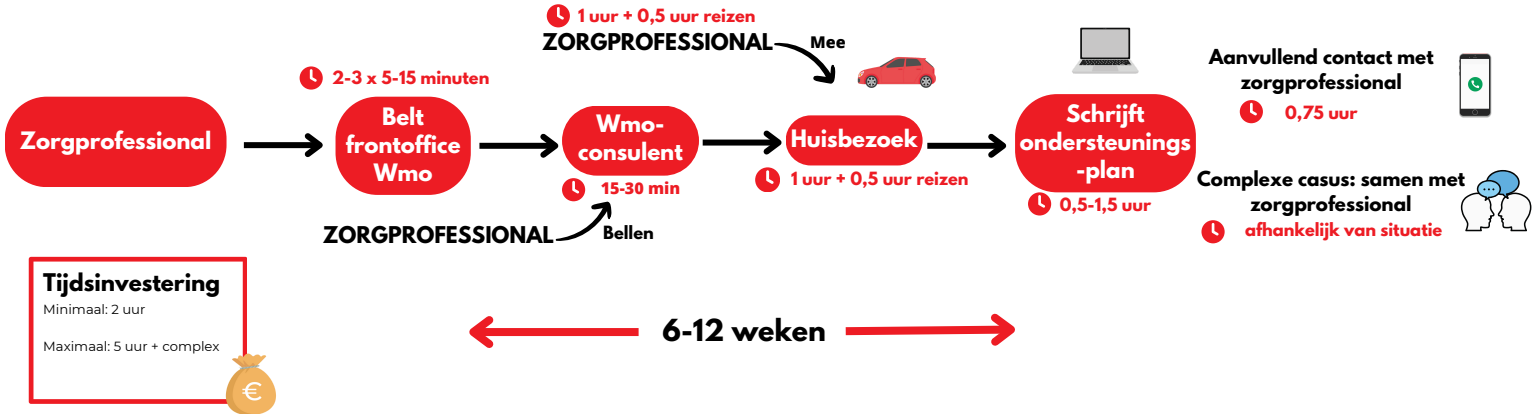 1 uur + 0,5 uur reizen
ZORGPROFESSIONAL
Mee
2-3 x 5-15 minuten
Zorgprofessional
Belt
frontoffice
Wmo
Wmo-
consulent
15-30 min
ZORGPROFESSIONAL
Bellen
Huisbezoek
1 uur + 0,5 uur reizen
Schrijft
ondersteunings
-plan
0,5-1,5 uur
Aanvullend contact met
zorgprofessional
0,75 uur
Complexe casus: samen met
zorgprofessional
afhankelijk van situatie
Tijdsinvestering
Minimaal: 2 uur
Maximaal: 5 uur + complex
€
6-12 weken